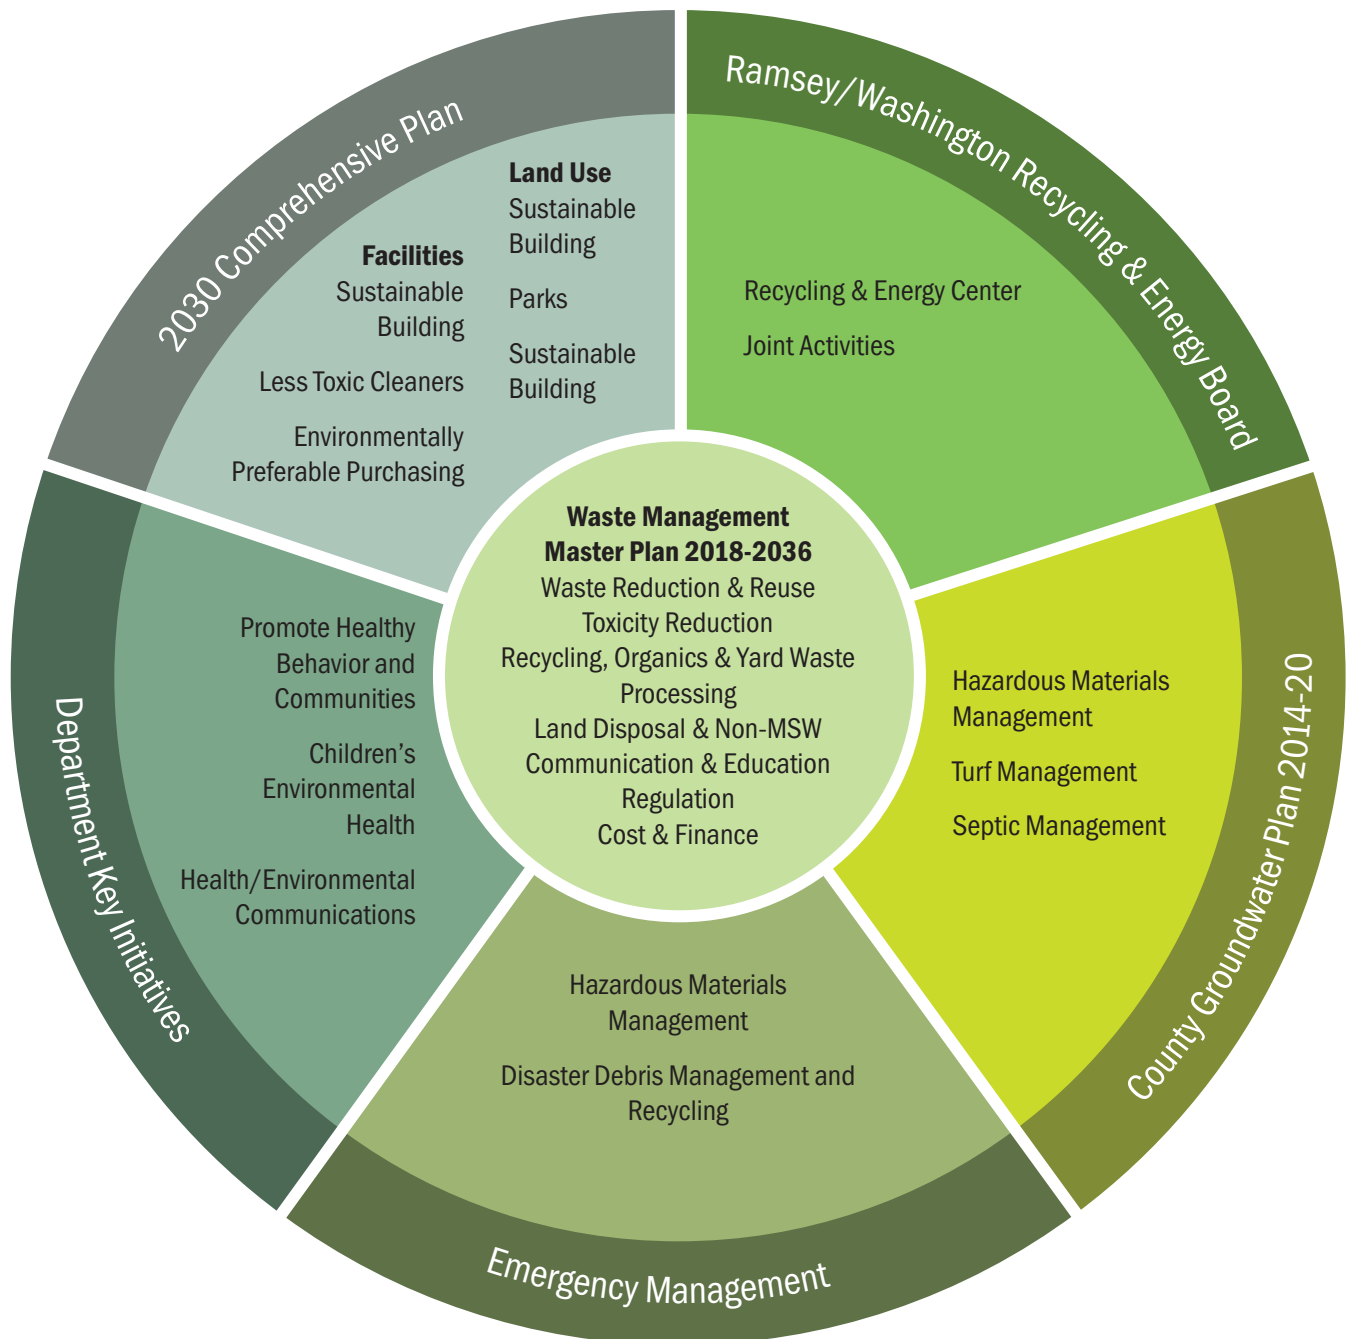 2030 Comprehensive Plan
Land Use
Sustainable
Building
Parks
Sustainable
Building
Facilities
Sustainable
Building
Less Toxic Cleaners
Environmentally
Preferable Purchasing
Ramsey/Washington Recycling & Energy Board
Recycling & Energy Center
Joint Activities
County Groundwater Plan 2014-20
Hazardous Materials
Management
Turf Management
Septic Management
Emergency Management
Hazardous Materials
Management
Disaster Debris Management and
Recycling
Department Key Initiatives
Promote Healthy
Behavior and
Communities
Children's
Environmental
Health
Health/Environmental
Communications
Waste Management
Master Plan 2018-2036
Waste Reduction & Reuse
Toxicity Reduction
Recycling, Organics & Yard Waste
Processing
Land Disposal & Non-MSW
Communication & Education
Regulation
Cost & Finance